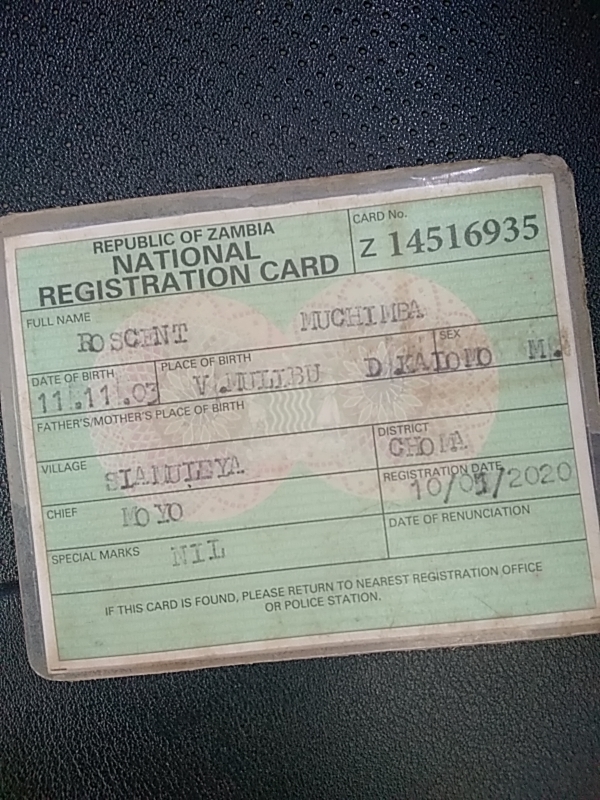 REPUBLIC OF ZAMBIA
NATIONAL
REGISTRATION CARD
CARD No.
Z 14516935
FULL NAME
ROSCENT MUCHIMBA
DATE OF BIRTH PLACE OF BIRTH SEX
11.11.03 V.MULIBU D KALOMO M.
FATHER'S/MOTHER'S PLACE OF BIRTH
VILLAGE SIAMULEYA
DISTRICT
CHOMA
CHIEF MOYO
REGISTRATION DATE
SPECIAL MARKS NIL
DATE OF RENUNCIATION
IF THIS CARD IS FOUND, PLEASE RETURN TO NEAREST REGISTRATION OFFICE
OR POLICE STATION.